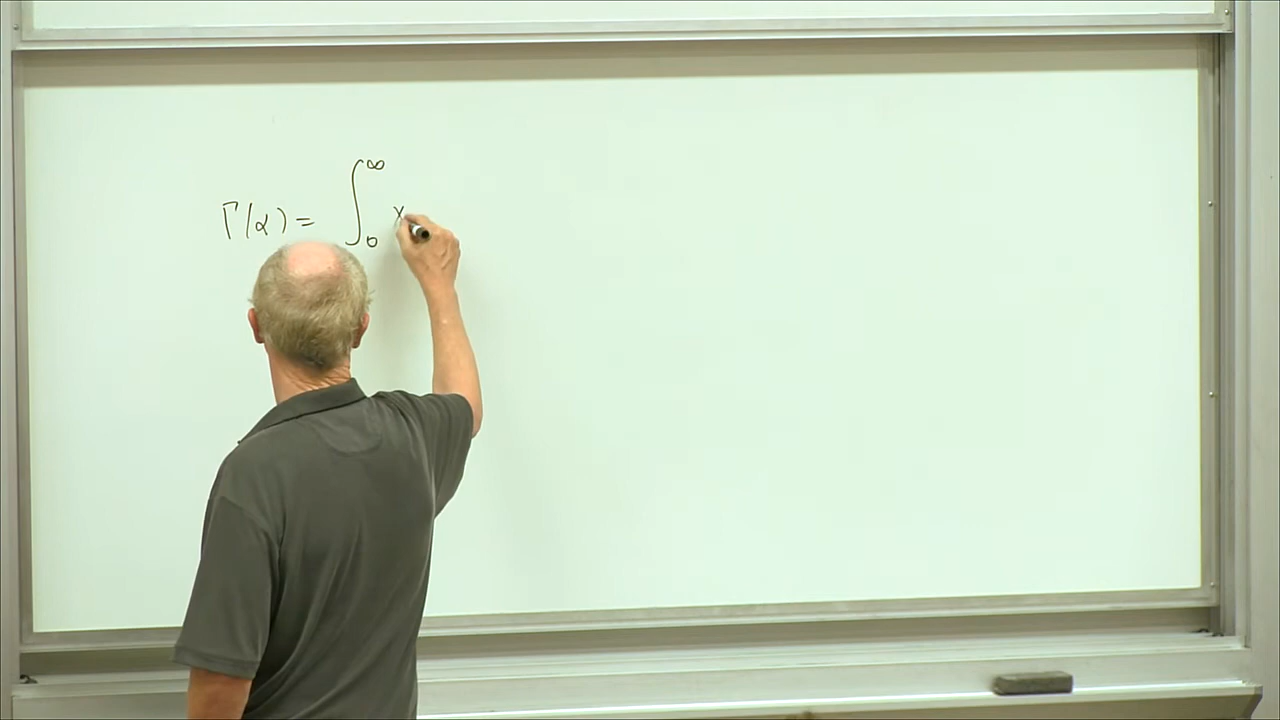 Γ(α) = ∫₀^∞ x